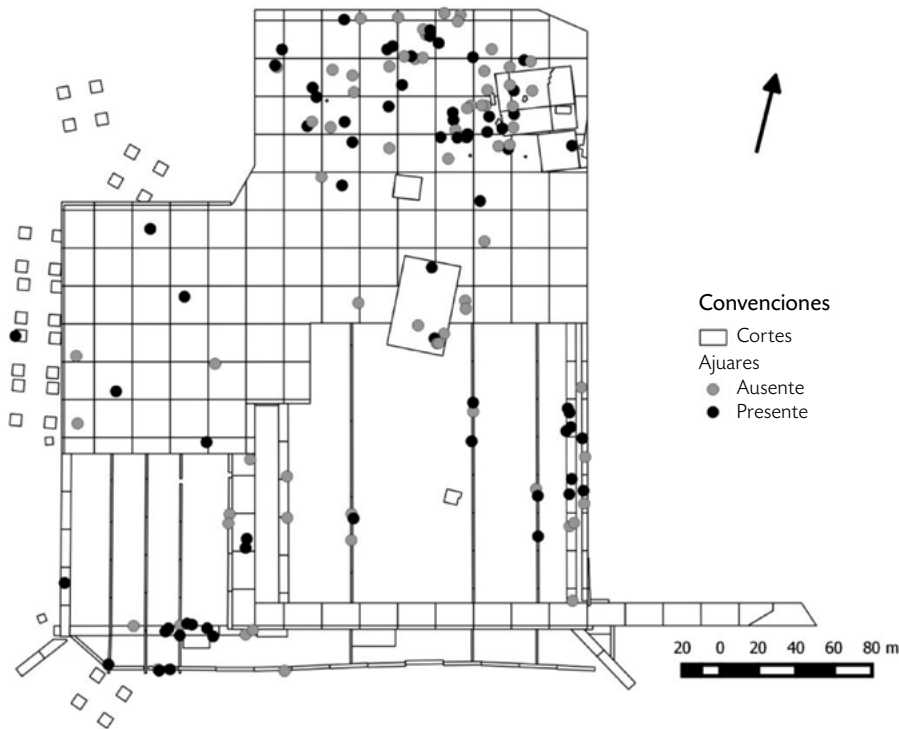 Convenciones
Cortes
Ajuares
Ausente
Presente
20 0 20 40 60 80 m